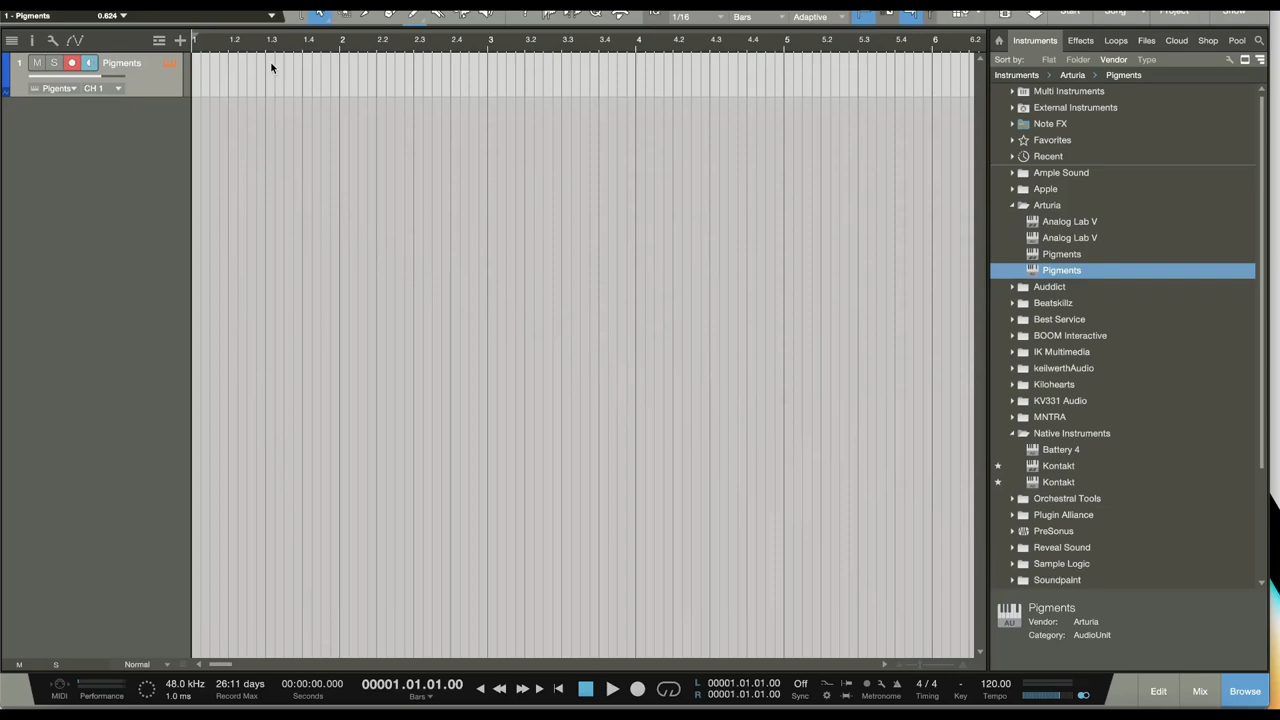 1 - Pigments 0.624
1/16 Bars Adaptive Start Song Project Show
1 1.2 1.3 1.4 2 2.2 2.3 2.4 3 3.2 3.3 3.4 4 4.2 4.3 4.4 5 5.2 5.3 5.4 6 6.2
Instruments Effects Loops Files Cloud Shop Pool
Sort by: Flat Folder Vendor Type
1 M S Pigments
Pigents CH 1
Instruments Arturia Pigments
Multi Instruments
External Instruments
Note FX
Favorites
Recent
Ample Sound
Apple
Arturia
Analog Lab V
Analog Lab V
Pigments
Pigments
Auddict
Beatskillz
Best Service
BOOM Interactive
IK Multimedia
keilwerthAudio
Kilohearts
KV331 Audio
MNTRA
Native Instruments
Battery 4
Kontakt
Kontakt
Orchestral Tools
Plugin Alliance
PreSonus
Reveal Sound
Sample Logic
Soundpaint
AU Pigments
Vendor: Arturia
Category: AudioUnit
M S Normal
MIDI Performance
48.0 kHz
1.0 ms
26:11 days
Record Max
00:00:00.000
Seconds
00001.01.01.00
Bars
L 00001.01.01.00
R 00001.01.01.00
Off
Sync
Metronome
4 / 4
Timing
-
Key
120.00
Tempo
Edit Mix Browse